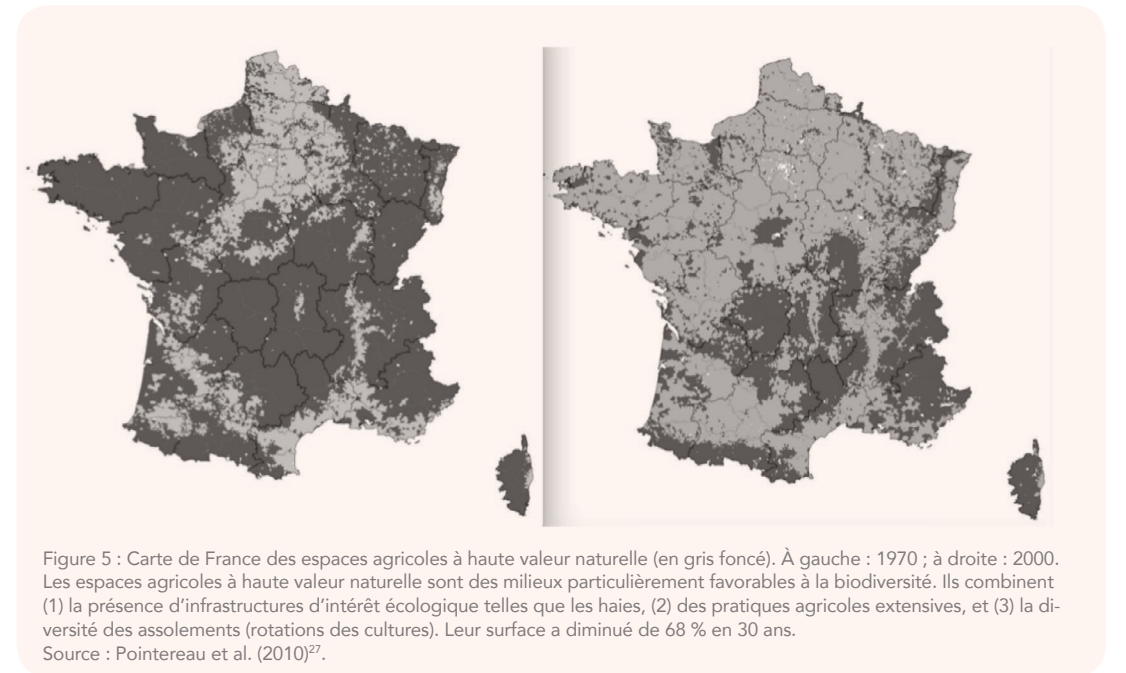 Figure 5 : Carte de France des espaces agricoles à haute valeur naturelle (en gris foncé). À gauche : 1970 ; à droite : 2000.
Les espaces agricoles à haute valeur naturelle sont des milieux particulièrement favorables à la biodiversité. Ils combinent
(1) la présence d’infrastructures d’intérêt écologique telles que les haies, (2) des pratiques agricoles extensives, et (3) la di-
versité des assolements (rotations des cultures). Leur surface a diminué de 68 % en 30 ans.
Source : Pointereau et al. (2010)²⁷.